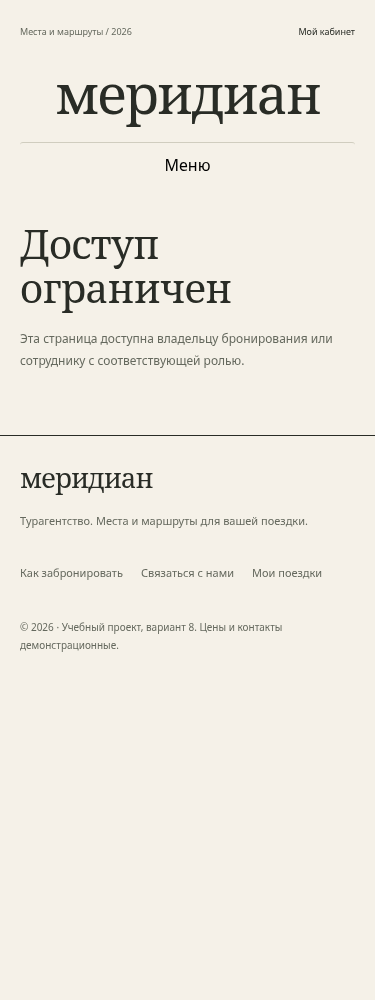 Места и маршруты / 2026
Мой кабинет
меридиан
Меню
Доступ
ограничен
Эта страница доступна владельцу бронирования или
сотруднику с соответствующей ролью.
меридиан
Турагентство. Места и маршруты для вашей поездки.
Как забронировать Связаться с нами Мои поездки
© 2026 · Учебный проект, вариант 8. Цены и контакты
демонстрационные.